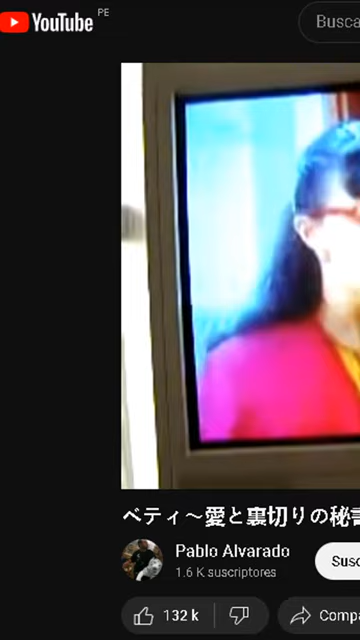 YouTube PE
Busca
ベティ～愛と裏切りの秘書
Pablo Alvarado
1.6 K suscriptores
Susc
132 k
Compa